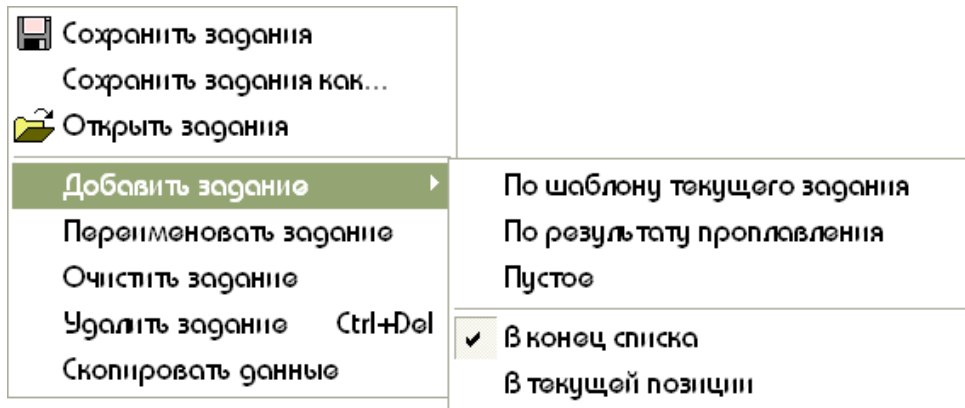 Сохранить задания
Сохранить задания как...
Открыть задания
Добавить задание
Переименовать задание
Очистить задание
Удалить задание Ctrl+Del
Скопировать данные
По шаблону текущего задания
По результату проплавления
Пустое
В конец списка
В текущей позиции